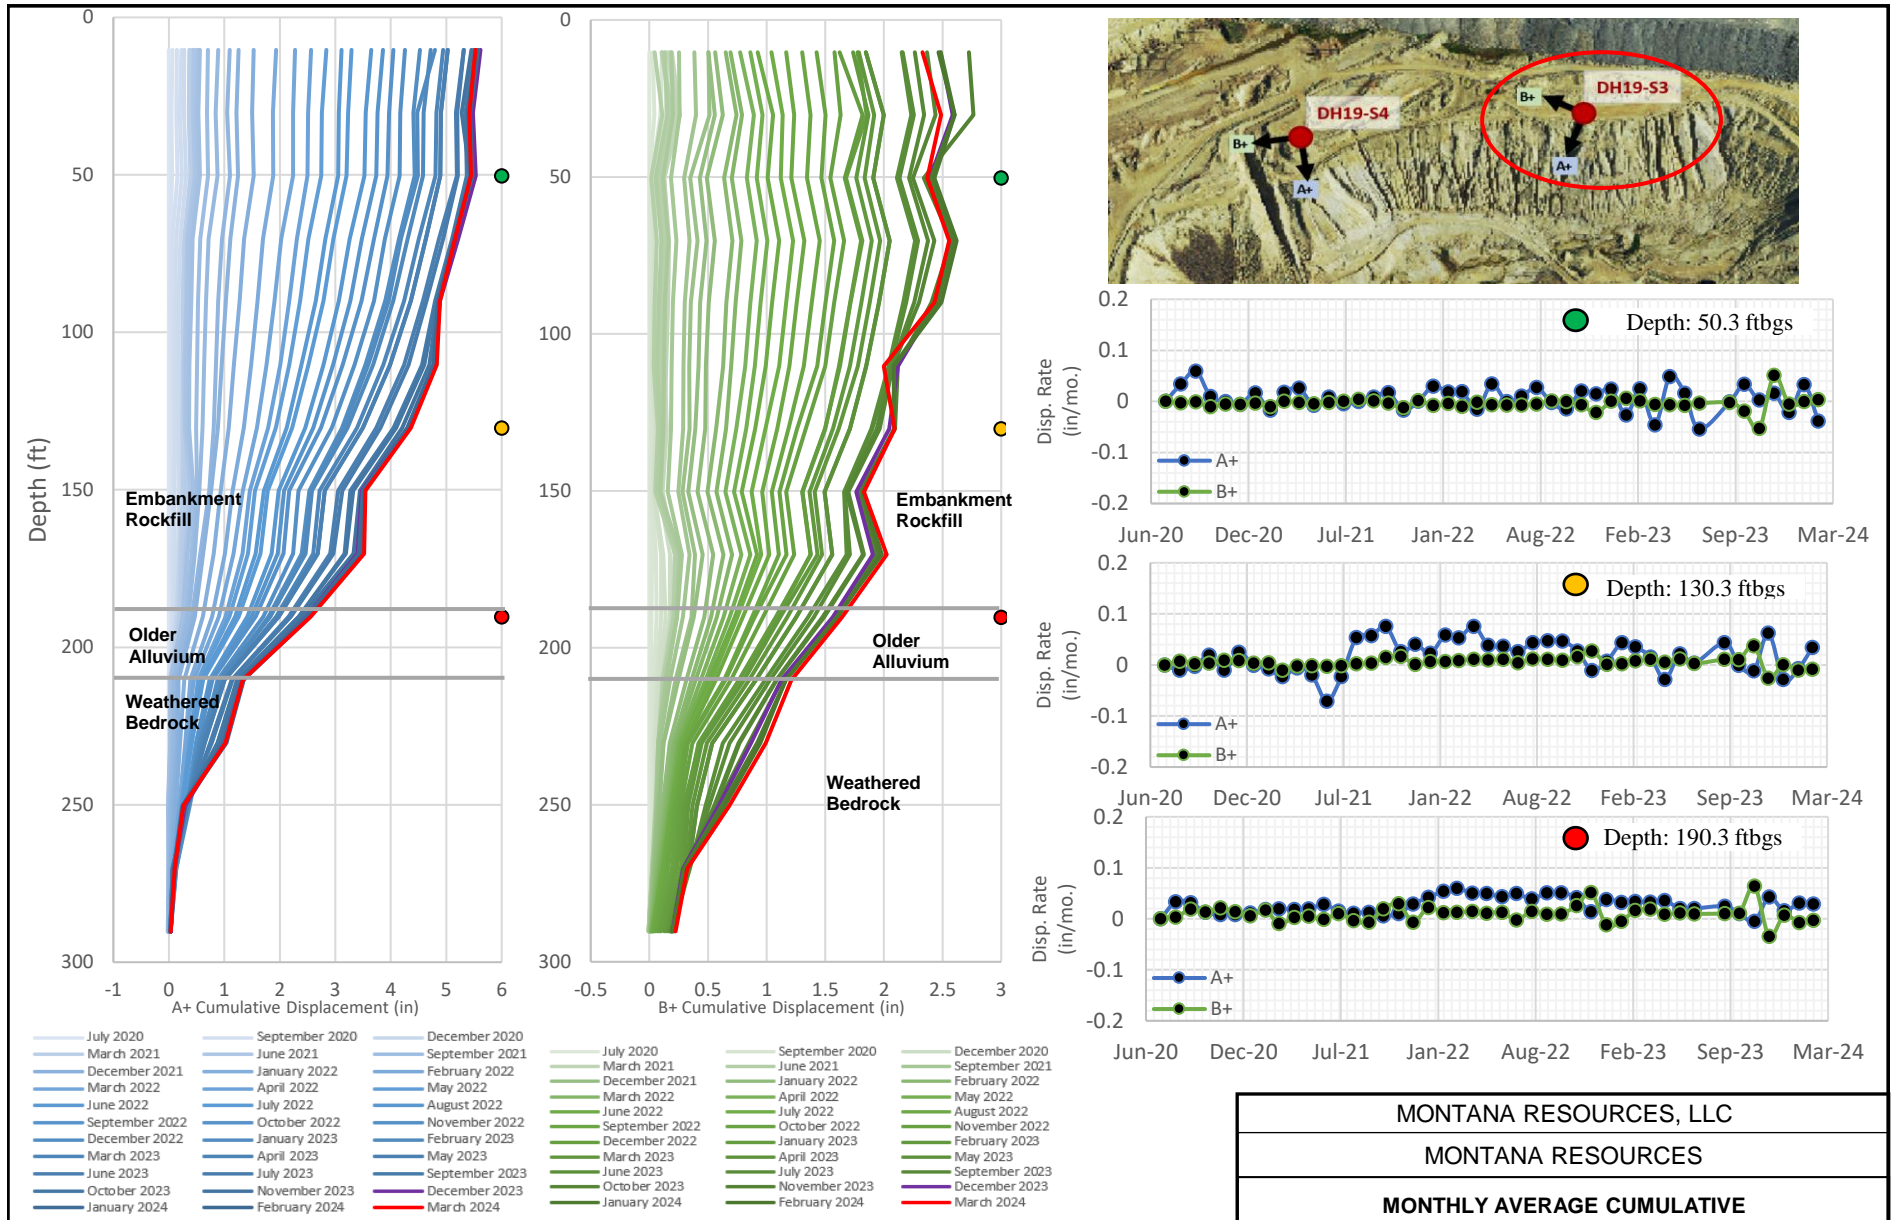 0
50
100
150
200
250
300
Depth (ft)
Embankment
Rockfill
Older
Alluvium
Weathered
Bedrock
-1
0
1
2
3
4
5
6
A+ Cumulative Displacement (in)
0
50
100
150
200
250
300
Embankment
Rockfill
Older
Alluvium
Weathered
Bedrock
-0.5
0
0.5
1
1.5
2
2.5
3
B+ Cumulative Displacement (in)
July 2020 September 2020 December 2020
March 2021 June 2021 September 2021
December 2021 January 2022 February 2022
March 2022 April 2022 May 2022
June 2022 July 2022 August 2022
September 2022 October 2022 November 2022
December 2022 January 2023 February 2023
March 2023 April 2023 May 2023
June 2023 July 2023 September 2023
October 2023 November 2023 December 2023
January 2024 February 2024 March 2024
July 2020 September 2020 December 2020
March 2021 June 2021 September 2021
December 2021 January 2022 February 2022
March 2022 April 2022 May 2022
June 2022 July 2022 August 2022
September 2022 October 2022 November 2022
December 2022 January 2023 February 2023
March 2023 April 2023 May 2023
June 2023 July 2023 September 2023
October 2023 November 2023 December 2023
January 2024 February 2024 March 2024
B+
DH19-S3
A+
DH19-S4
B+
A+
0.2
0.1
0
-0.1
-0.2
Disp. Rate
(in/mo.)
Depth: 50.3 ftbgs
A+
B+
Jun-20 Dec-20 Jul-21 Jan-22 Aug-22 Feb-23 Sep-23 Mar-24
0.2
0.1
0
-0.1
-0.2
Disp. Rate
(in/mo.)
Depth: 130.3 ftbgs
A+
B+
Jun-20 Dec-20 Jul-21 Jan-22 Aug-22 Feb-23 Sep-23 Mar-24
0.2
0.1
0
-0.1
-0.2
Disp. Rate
(in/mo.)
Depth: 190.3 ftbgs
A+
B+
Jun-20 Dec-20 Jul-21 Jan-22 Aug-22 Feb-23 Sep-23 Mar-24
MONTANA RESOURCES, LLC
MONTANA RESOURCES
MONTHLY AVERAGE CUMULATIVE